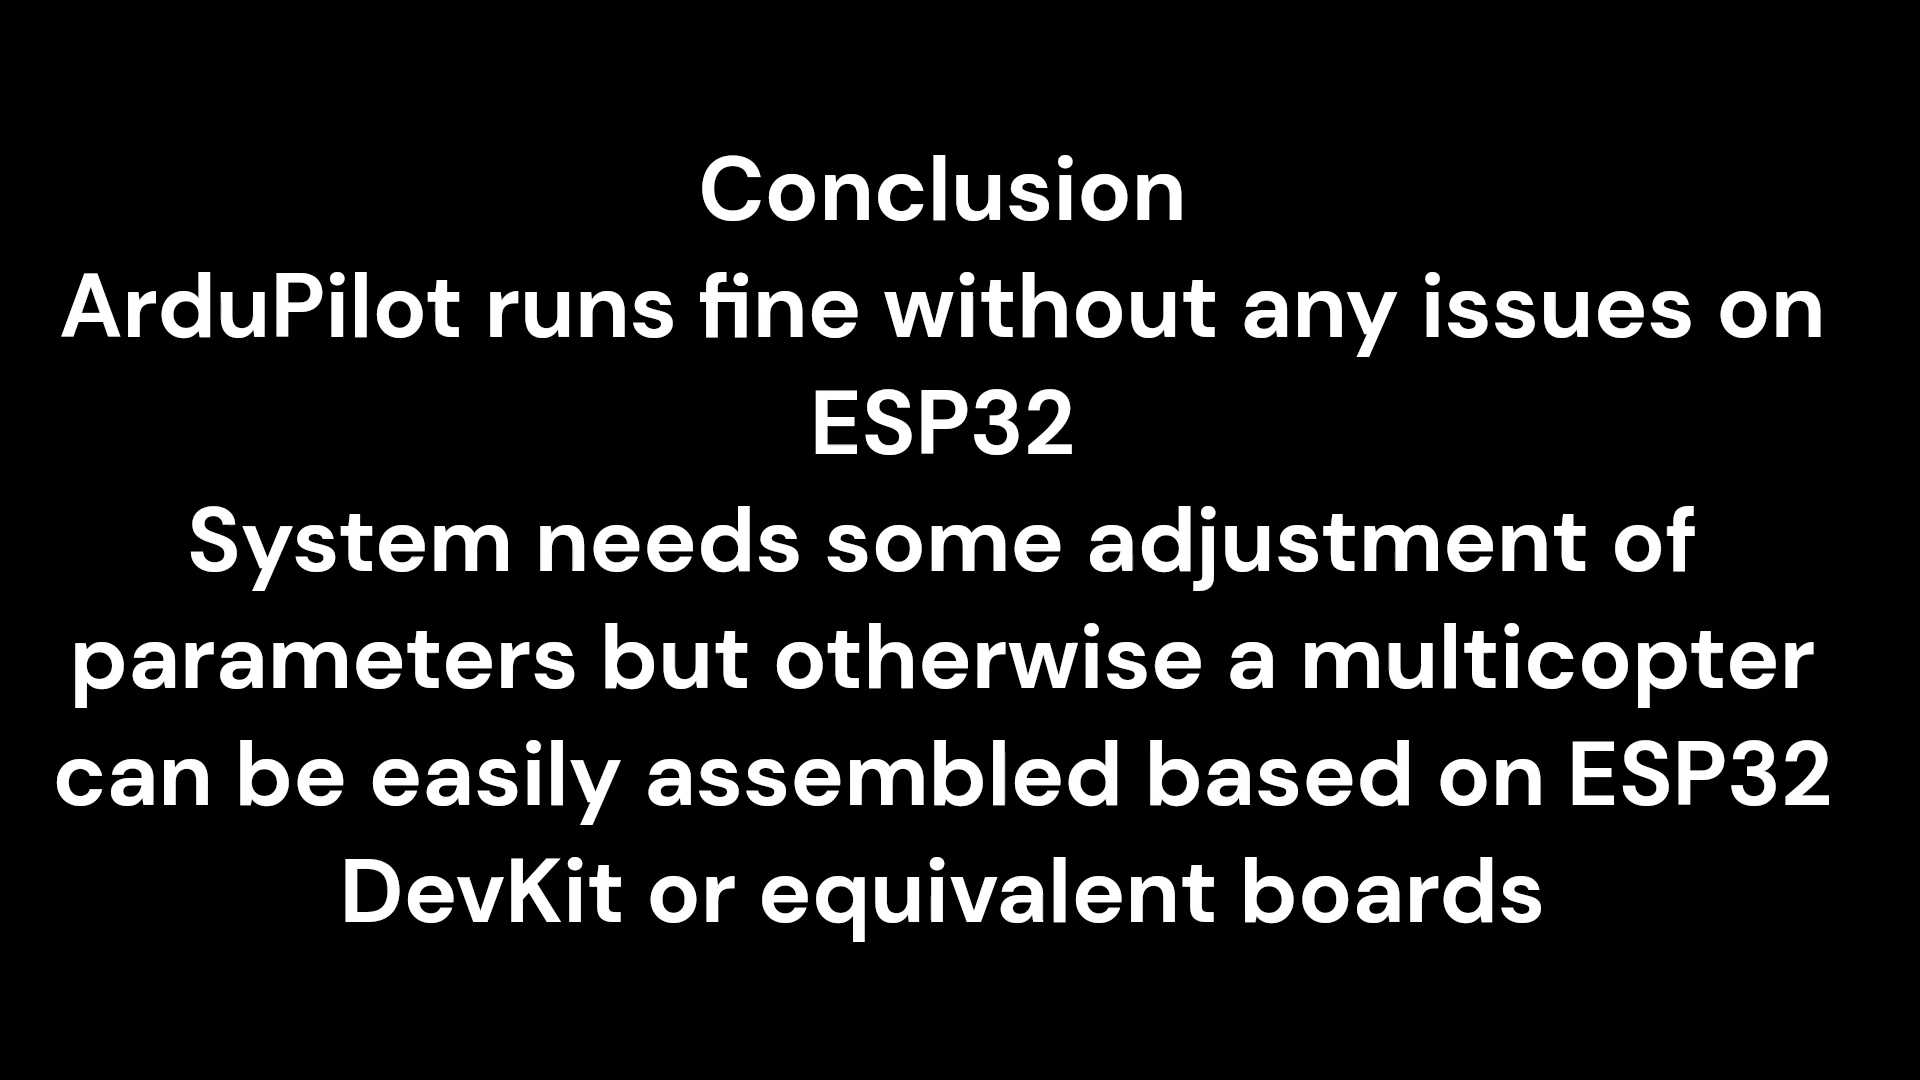 Conclusion
ArduPilot runs fine without any issues on
ESP32
System needs some adjustment of
parameters but otherwise a multicopter
can be easily assembled based on ESP32
DevKit or equivalent boards